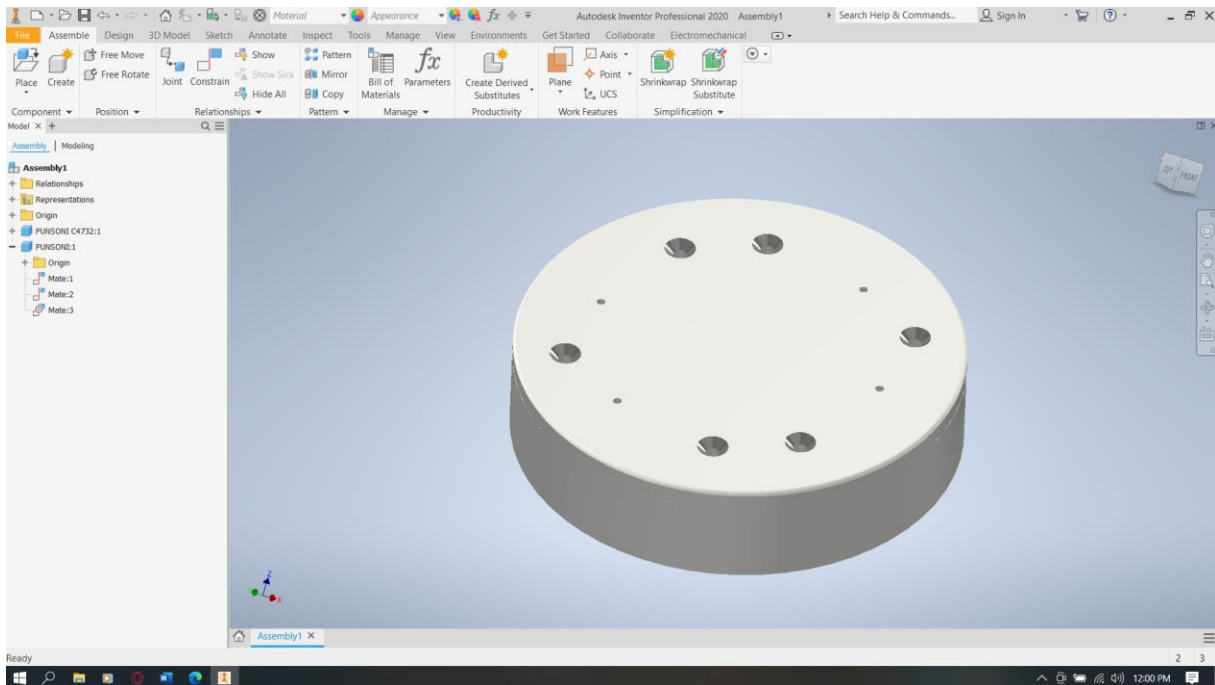 Material
Appearance
fx
Autodesk Inventor Professional 2020 Assembly1
Search Help & Commands...
Sign In
File Assemble Design 3D Model Sketch Annotate Inspect Tools Manage View Environments Get Started Collaborate Electromechanical
Place
Create
Free Move
Free Rotate
Joint
Constrain
Show
Show Sick
Hide All
Pattern
Mirror
Copy
Bill of
Materials
fx
Parameters
Create Derived
Substitutes
Plane
Axis
Point
UCS
Shrinkwrap
Shrinkwrap
Substitute
Component Position Relationships Pattern Manage Productivity Work Features Simplification
Model
Assembly | Modeling
Assembly1
Relationships
Representations
Origin
PUNSONI C4732:1
PUNSONI:1
Origin
Mate:1
Mate:2
Mate:3
FRONT
Z
X
Assembly1
Ready
2 3
12:00 PM